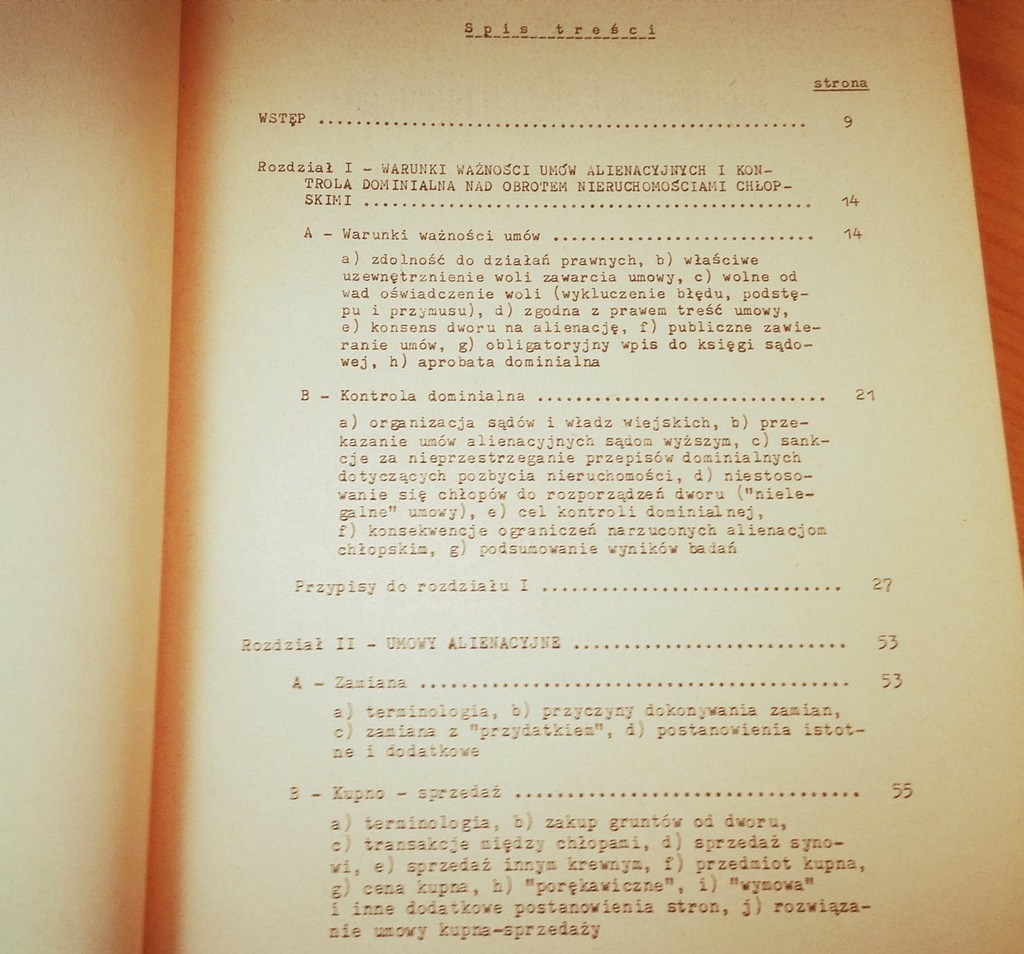 Spis treści
strona
WSTĘP ........................................................ 9
Rozdział I - WARUNKI WAŻNOŚCI UMÓW ALIENACYJNYCH I KON-
TROLA DOMINIALNA NAD OBROTEM NIERUCHOMOŚCIAMI CHŁOP-
SKIMI ................................................... 14
A - Warunki ważności umów ............................ 14
a) zdolność do działań prawnych, b) właściwe
uzewnętrznienie woli zawarcia umowy, c) wolne od
wad oświadczenie woli (wykluczenie błędu, podstę-
pu i przymusu), d) zgodna z prawem treść umowy,
e) konsens dworu na alienację, f) publiczne zawie-
ranie umów, g) obligatoryjny wpis do księgi sądo-
wej, h) aprobata dominialna
B - Kontrola dominialna .............................. 21
a) organizacja sądów i władz wiejskich, b) prze-
kazanie umów alienacyjnych sądom wyższym, c) sank-
cje za nieprzestrzeganie przepisów dominialnych
dotyczących pozbycia nieruchomości, d) niestoso-
wanie się chłopów do rozporządzeń dworu ("niele-
galne" umowy), e) cel kontroli dominialnej,
f) konsekwencje ograniczeń narzuconych alienacjom
chłopskim, g) podsumowanie wyników badań
Przypisy do rozdziału I ............................... 27
Rozdział II - UMOWY ALIENACYJNE ........................... 53
A - Zamiana ............................................ 53
a) terminologia, b) przyczyny dokonywania zamian,
c) zamiana z "przydatkiem", d) postanowienia istot-
ne i dodatkowe
B - Kupno - sprzedaż ................................. 55
a) terminologia, b) zakup gruntów od dworu,
c) transakcje między chłopami, d) sprzedaż syno-
wi, e) sprzedaż innym krewnym, f) przedmiot kupna,
g) cena kupna, h) "porękawiczne", i) "wymowa"
i inne dodatkowe postanowienia stron, j) rozwiąza-
nie umowy kupna-sprzedaży